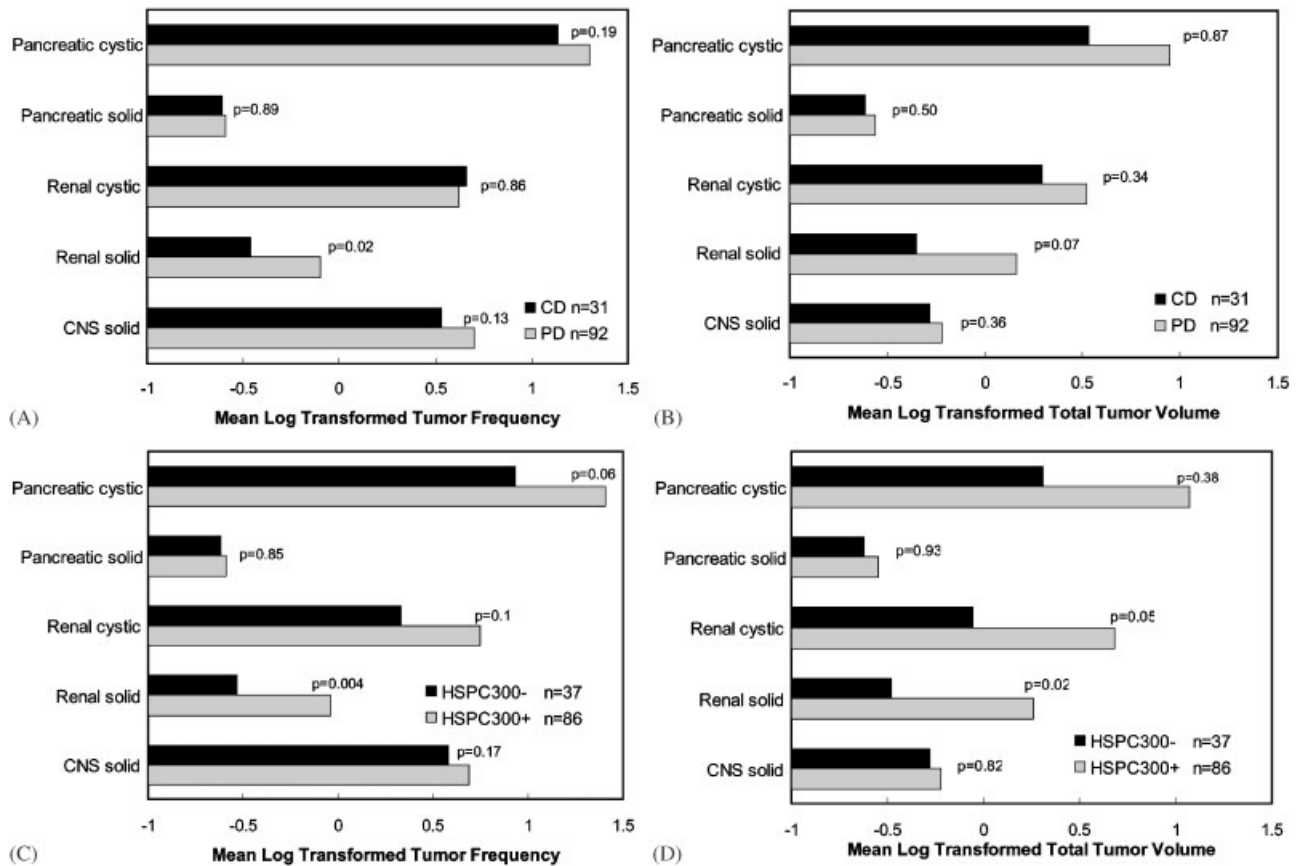 Pancreatic cystic
p=0.19
Pancreatic solid
p=0.89
Renal cystic
p=0.86
Renal solid
p=0.02
CNS solid
p=0.13
CD n=31
PD n=92
-1 -0.5 0 0.5 1 1.5
(A) Mean Log Transformed Tumor Frequency
Pancreatic cystic
p=0.87
Pancreatic solid
p=0.50
Renal cystic
p=0.34
Renal solid
p=0.07
CNS solid
p=0.36
CD n=31
PD n=92
-1 -0.5 0 0.5 1 1.5
(B) Mean Log Transformed Total Tumor Volume
Pancreatic cystic
p=0.06
Pancreatic solid
p=0.85
Renal cystic
p=0.1
Renal solid
p=0.004
CNS solid
p=0.17
HSPC300- n=37
HSPC300+ n=86
-1 -0.5 0 0.5 1 1.5
(C) Mean Log Transformed Tumor Frequency
Pancreatic cystic
p=0.38
Pancreatic solid
p=0.93
Renal cystic
p=0.05
Renal solid
p=0.02
CNS solid
p=0.82
HSPC300- n=37
HSPC300+ n=86
-1 -0.5 0 0.5 1 1.5
(D) Mean Log Transformed Total Tumor Volume